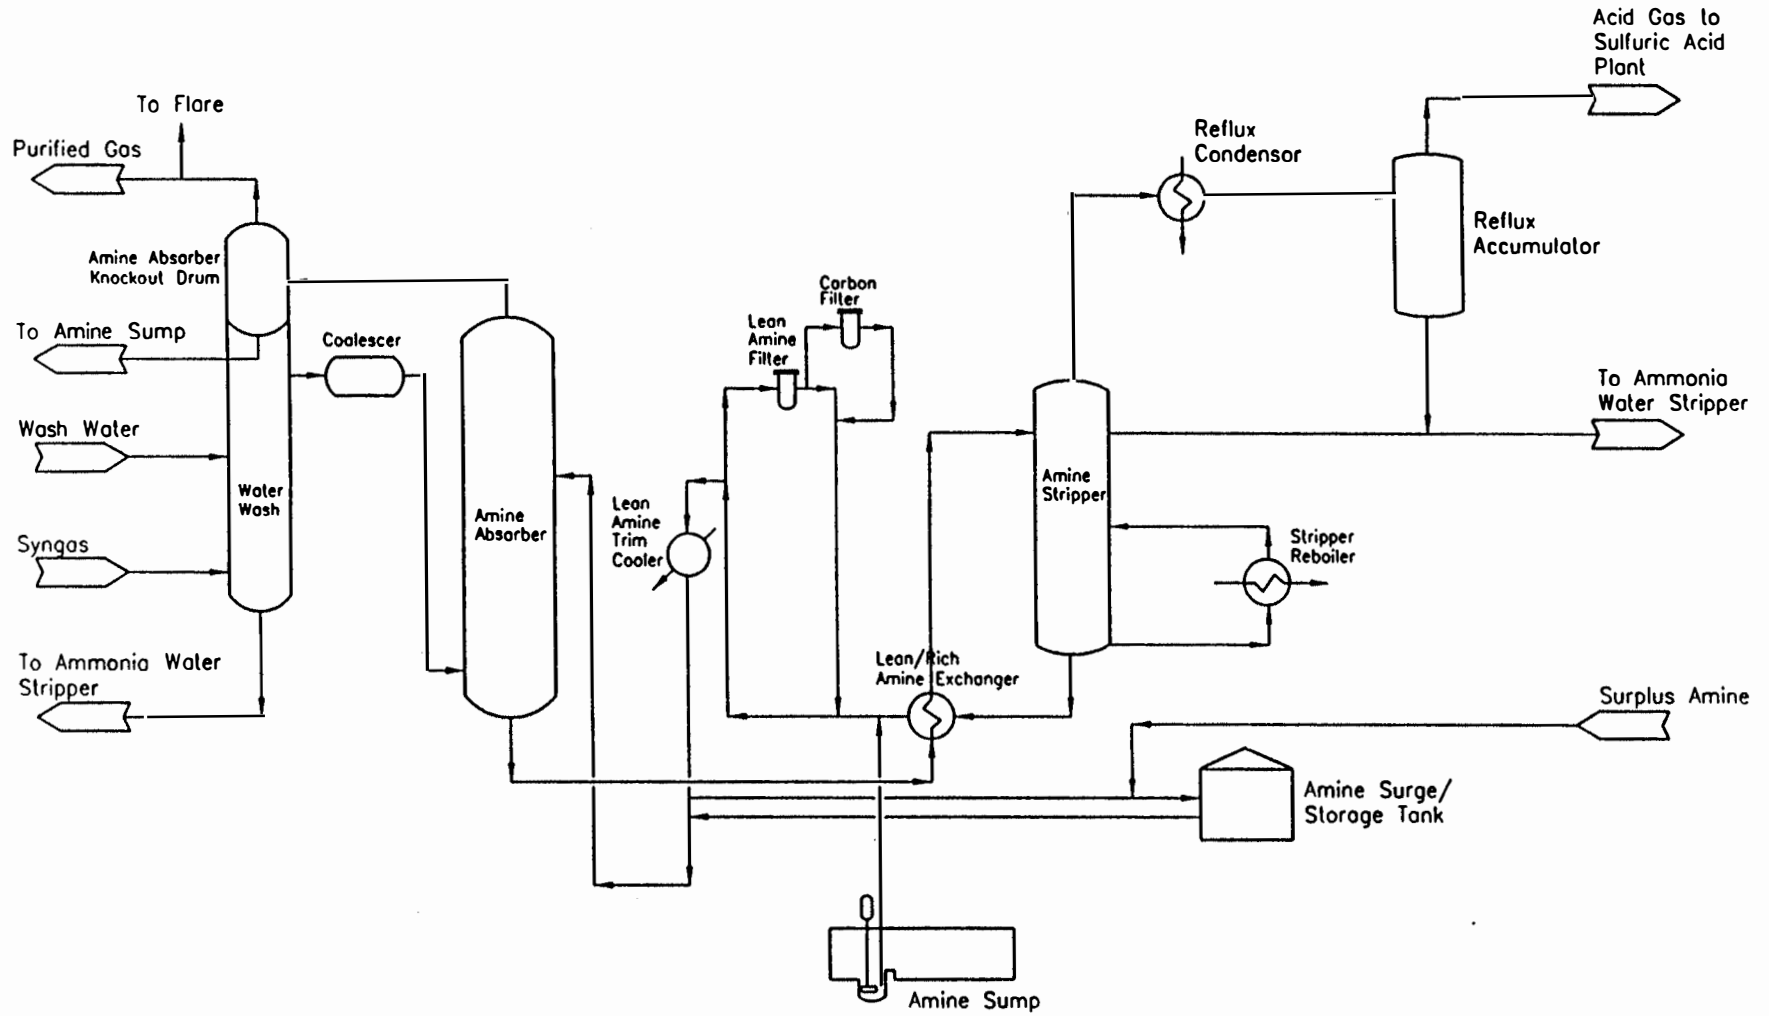 Acid Gas to
Sulfuric Acid
Plant
To Flare
Purified Gas
Reflux
Condensor
Reflux
Accumulator
Amine Absorber
Knockout Drum
Carbon
Filter
Lean
Amine
Filter
To Amine Sump
Coalescer
To Ammonia
Water Stripper
Wash Water
Water
Wash
Amine
Stripper
Lean
Amine
Trim
Cooler
Amine
Absorber
Syngas
Stripper
Reboiler
To Ammonia Water
Stripper
Lean/Rich
Amine Exchanger
Surplus Amine
Amine Surge/
Storage Tank
Amine Sump